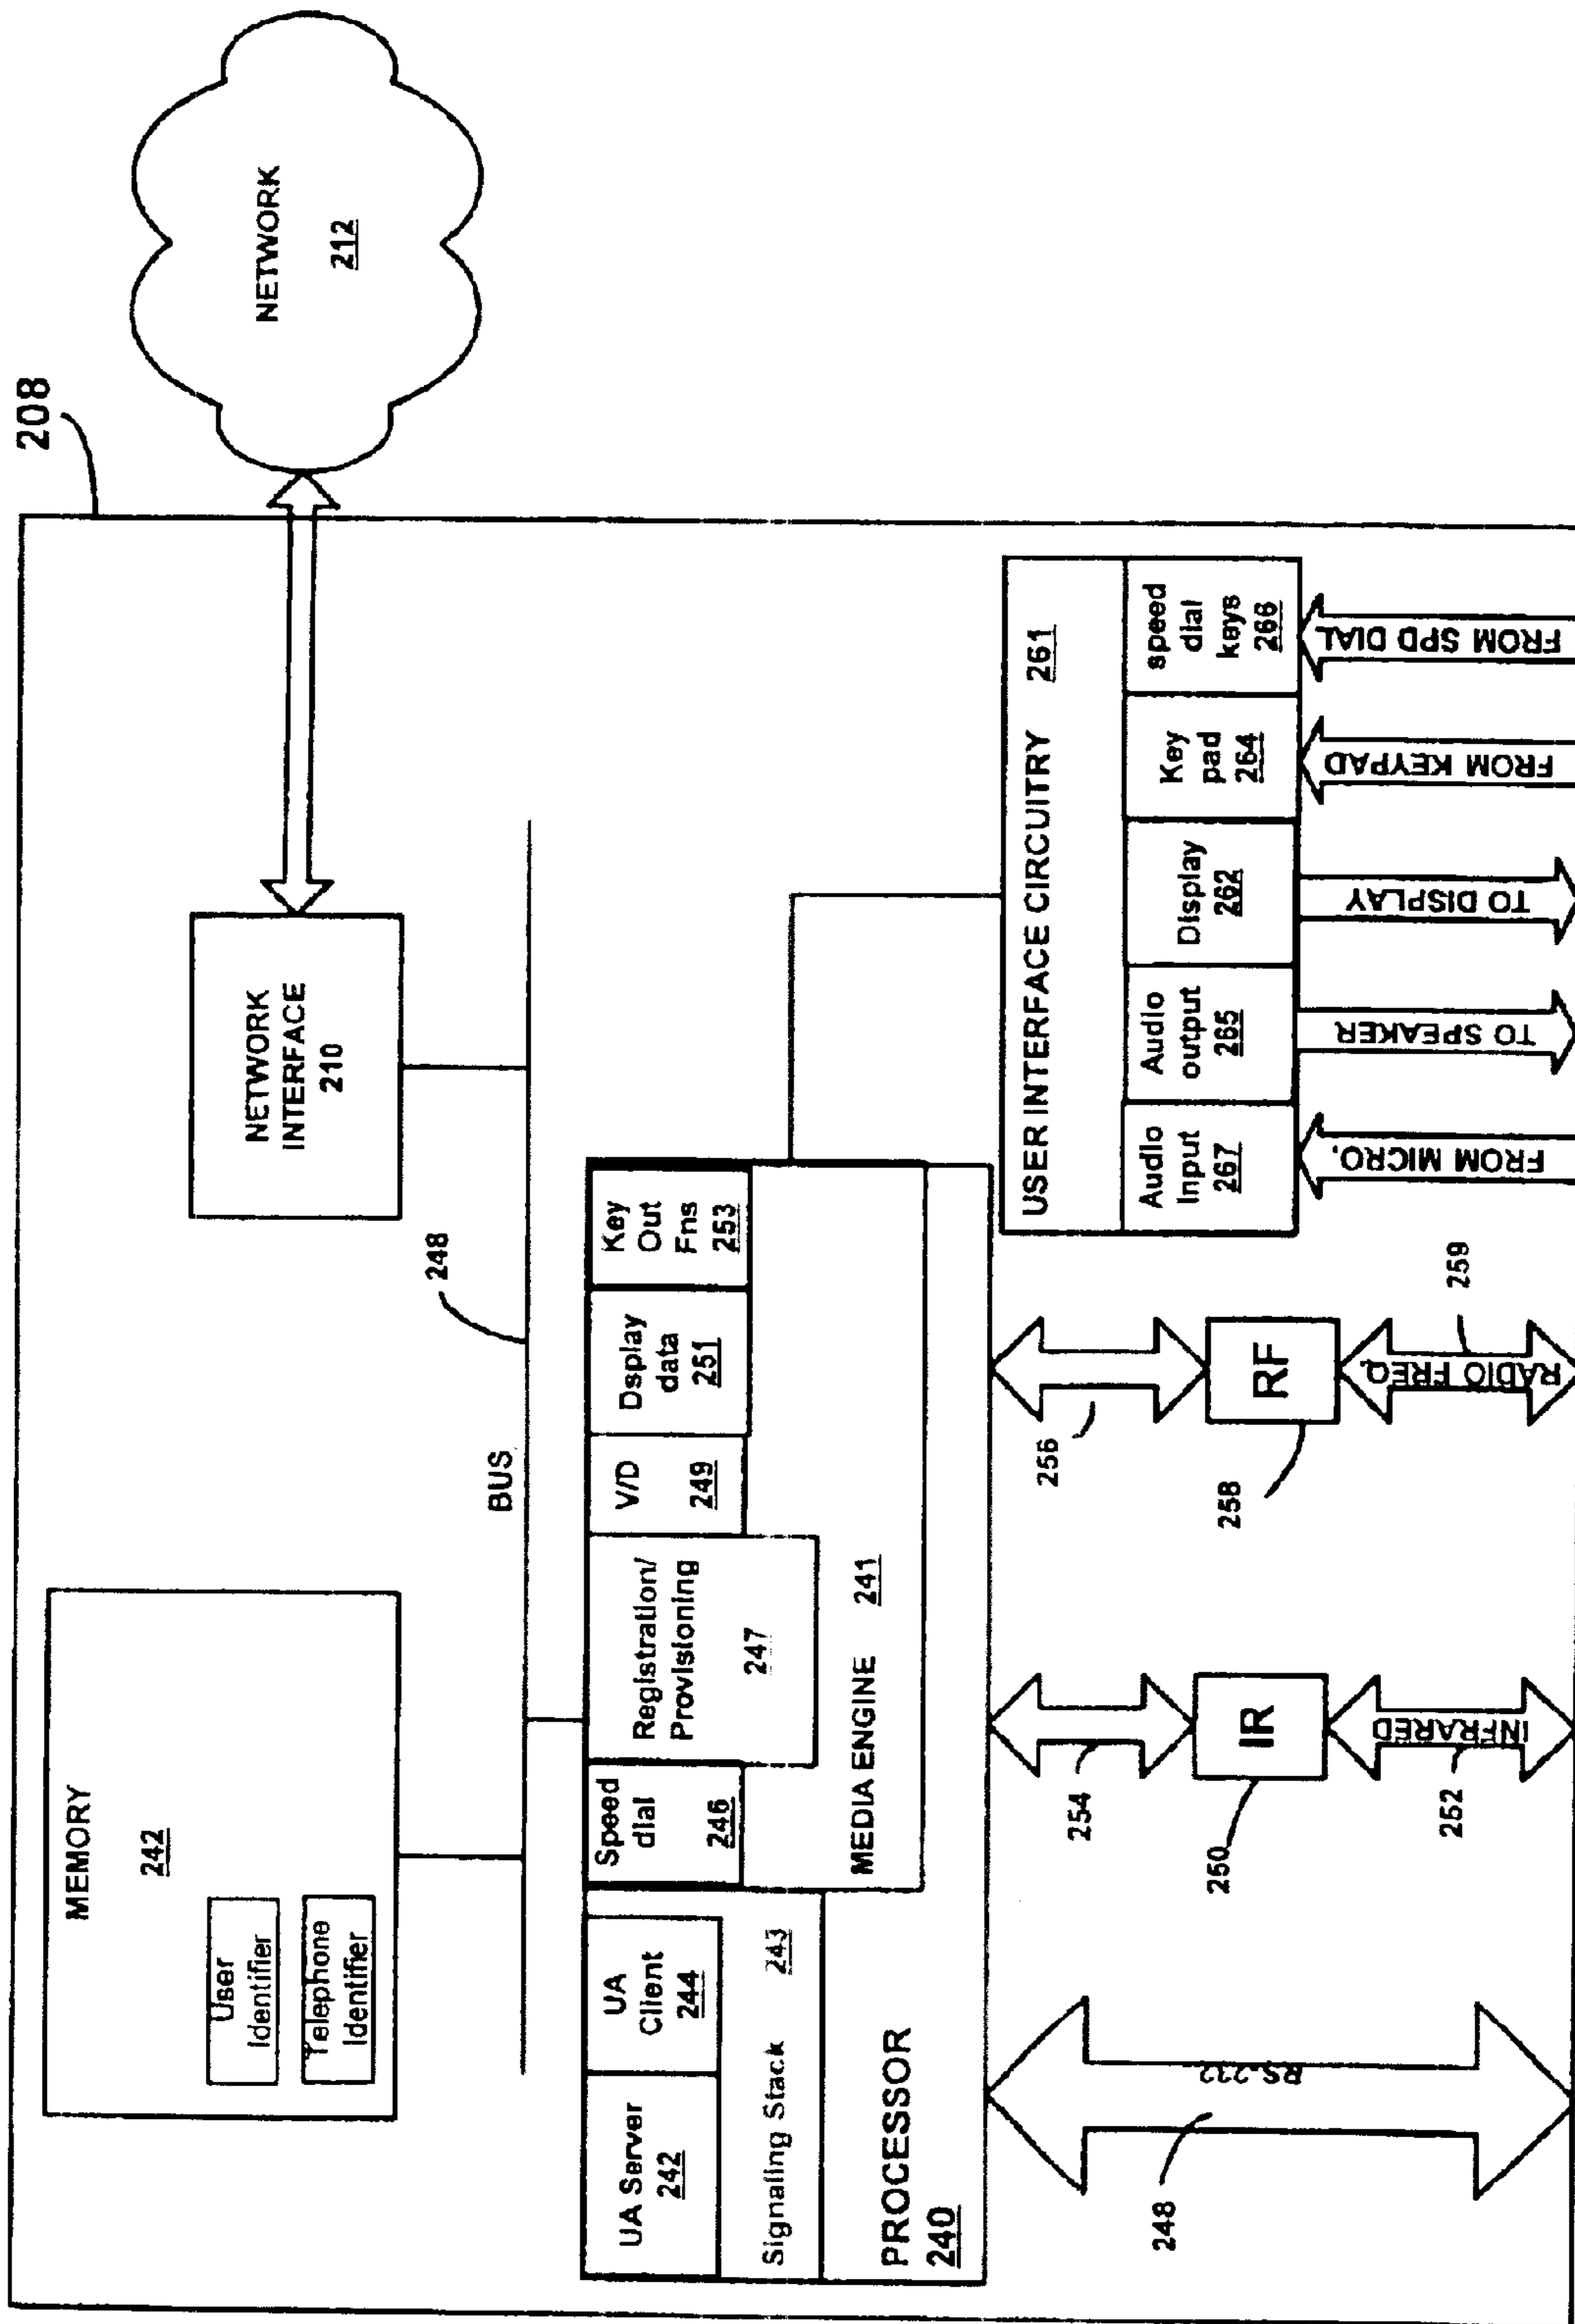 208
NETWORK
212
NETWORK
INTERFACE
210
MEMORY
242
User
Identifier
Telephone
Identifier
BUS
248
UA Server
242
UA
Client
244
Signaling Stack
243
PROCESSOR
240
Speed
dial
246
Registration/
Provisioning
247
V/D
249
Dsplay
data
251
Key
Out
Fns
253
MEDIA ENGINE
241
USER INTERFACE CIRCUITRY
261
Audio
Input
267
Audio
output
265
Display
262
Key
pad
264
speed
dial
keys
266
FROM MICRO.
TO SPEAKER
TO DISPLAY
FROM KEYPAD
FROM SPD DIAL
248
254
IR
250
INFRARED
252
256
RF
258
RADIO FREQ.
259